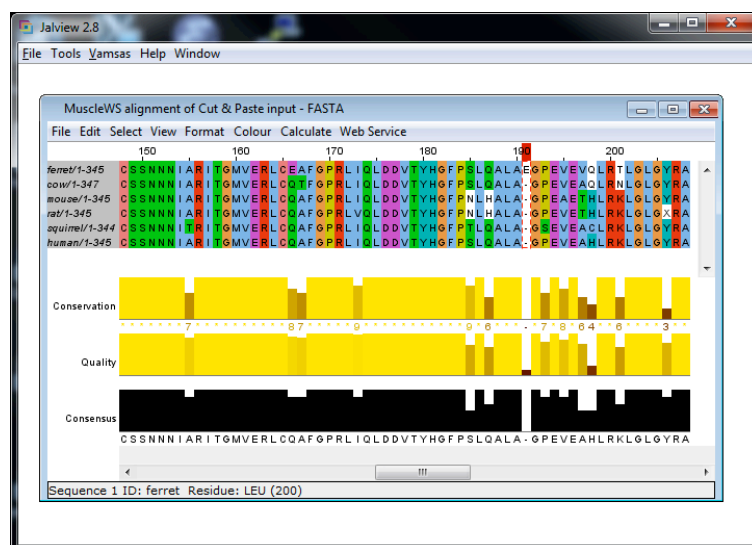 Jalview 2.8
File Tools Vamsas Help Window
MuscleWS alignment of Cut & Paste input - FASTA
File Edit Select View Format Colour Calculate Web Service
150 160 170 180 190 200
ferret/1-345 CSSNNNIARITGMVERLCEAFGPRLIQLDDVTYHGFPSLQALAEGPEVEVQLRTLGLGYRA
cow/1-347 CSSNNNIARITGMVERLCQTFGPRLIQLDDVTYHGFPSLQALA-GPEVEAQLRNLGLGYRA
mouse/1-345 CSSNNNIARITGMVERLCQAFGPRLIQLDDVTYHGFPNLHALA-GPEAETHLRKLGLGYRA
rat/1-345 CSSNNNIARITGMVERLCQAFGPRLVQLDDVTYHGFPNLHALA-GPEVETHLRKLGLGXRA
squirrel/1-344 CSSNNNITRITGMVERLCQAFGPRLIQLDDVTYHGFPTLQALA-GSEVEACLRKLGLGYRA
human/1-345 CSSNNNIARITGMVERLCQAFGPRLIQLDDVTYHGFPSLQALA-GPEVEAHLRKLGLGYRA
Conservation
*******7**********87*****9***********9*6***-*7*8*64**6****3**
Quality
Consensus
CSSNNNIARITGMVERLCQAFGPRLIQLDDVTYHGFPSLQALA-GPEVEAHLRKLGLGYRA
Sequence 1 ID: ferret Residue: LEU (200)